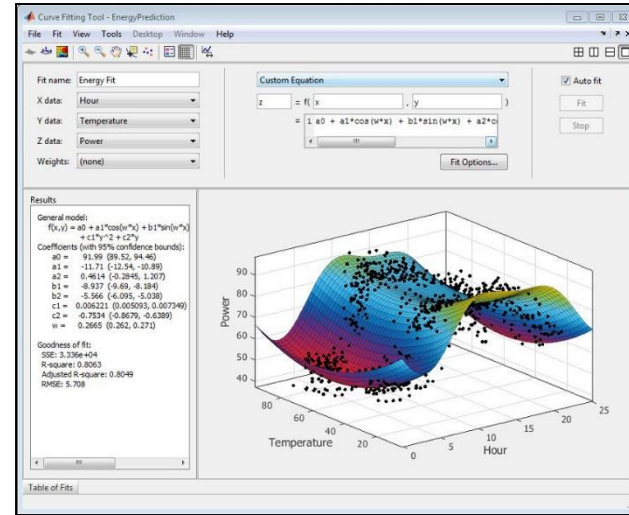 Curve Fitting Tool - EnergyPrediction
File Fit View Tools Desktop Window Help
Fit name: Energy Fit
X data: Hour
Y data: Temperature
Z data: Power
Weights: (none)
Custom Equation
z = f( x , y )
= 1 a0 + a1*cos(w*x) + b1*sin(w*x) + a2*c
Fit Options...
Auto fit
Fit
Stop
Results
General model:
f(x,y) = a0 + a1*cos(w*x) + b1*sin(w*x)
+ c1*y^2 + c2*y
Coefficients (with 95% confidence bounds):
a0 = 91.99 (89.52, 94.46)
a1 = -11.71 (-12.54, -10.89)
a2 = 0.4614 (-0.2845, 1.207)
b1 = -8.937 (-9.69, -8.184)
b2 = -5.566 (-6.095, -5.038)
c1 = 0.006221 (0.005093, 0.007349)
c2 = -0.7534 (-0.8679, -0.6389)
w = 0.2665 (0.262, 0.271)
Goodness of fit:
SSE: 3.336e+04
R-square: 0.8063
Adjusted R-square: 0.8049
RMSE: 5.708
90
80
70
60
50
40
Power
80
60
40
20
Temperature
0
5
10
15
20
25
Hour
Table of Fits